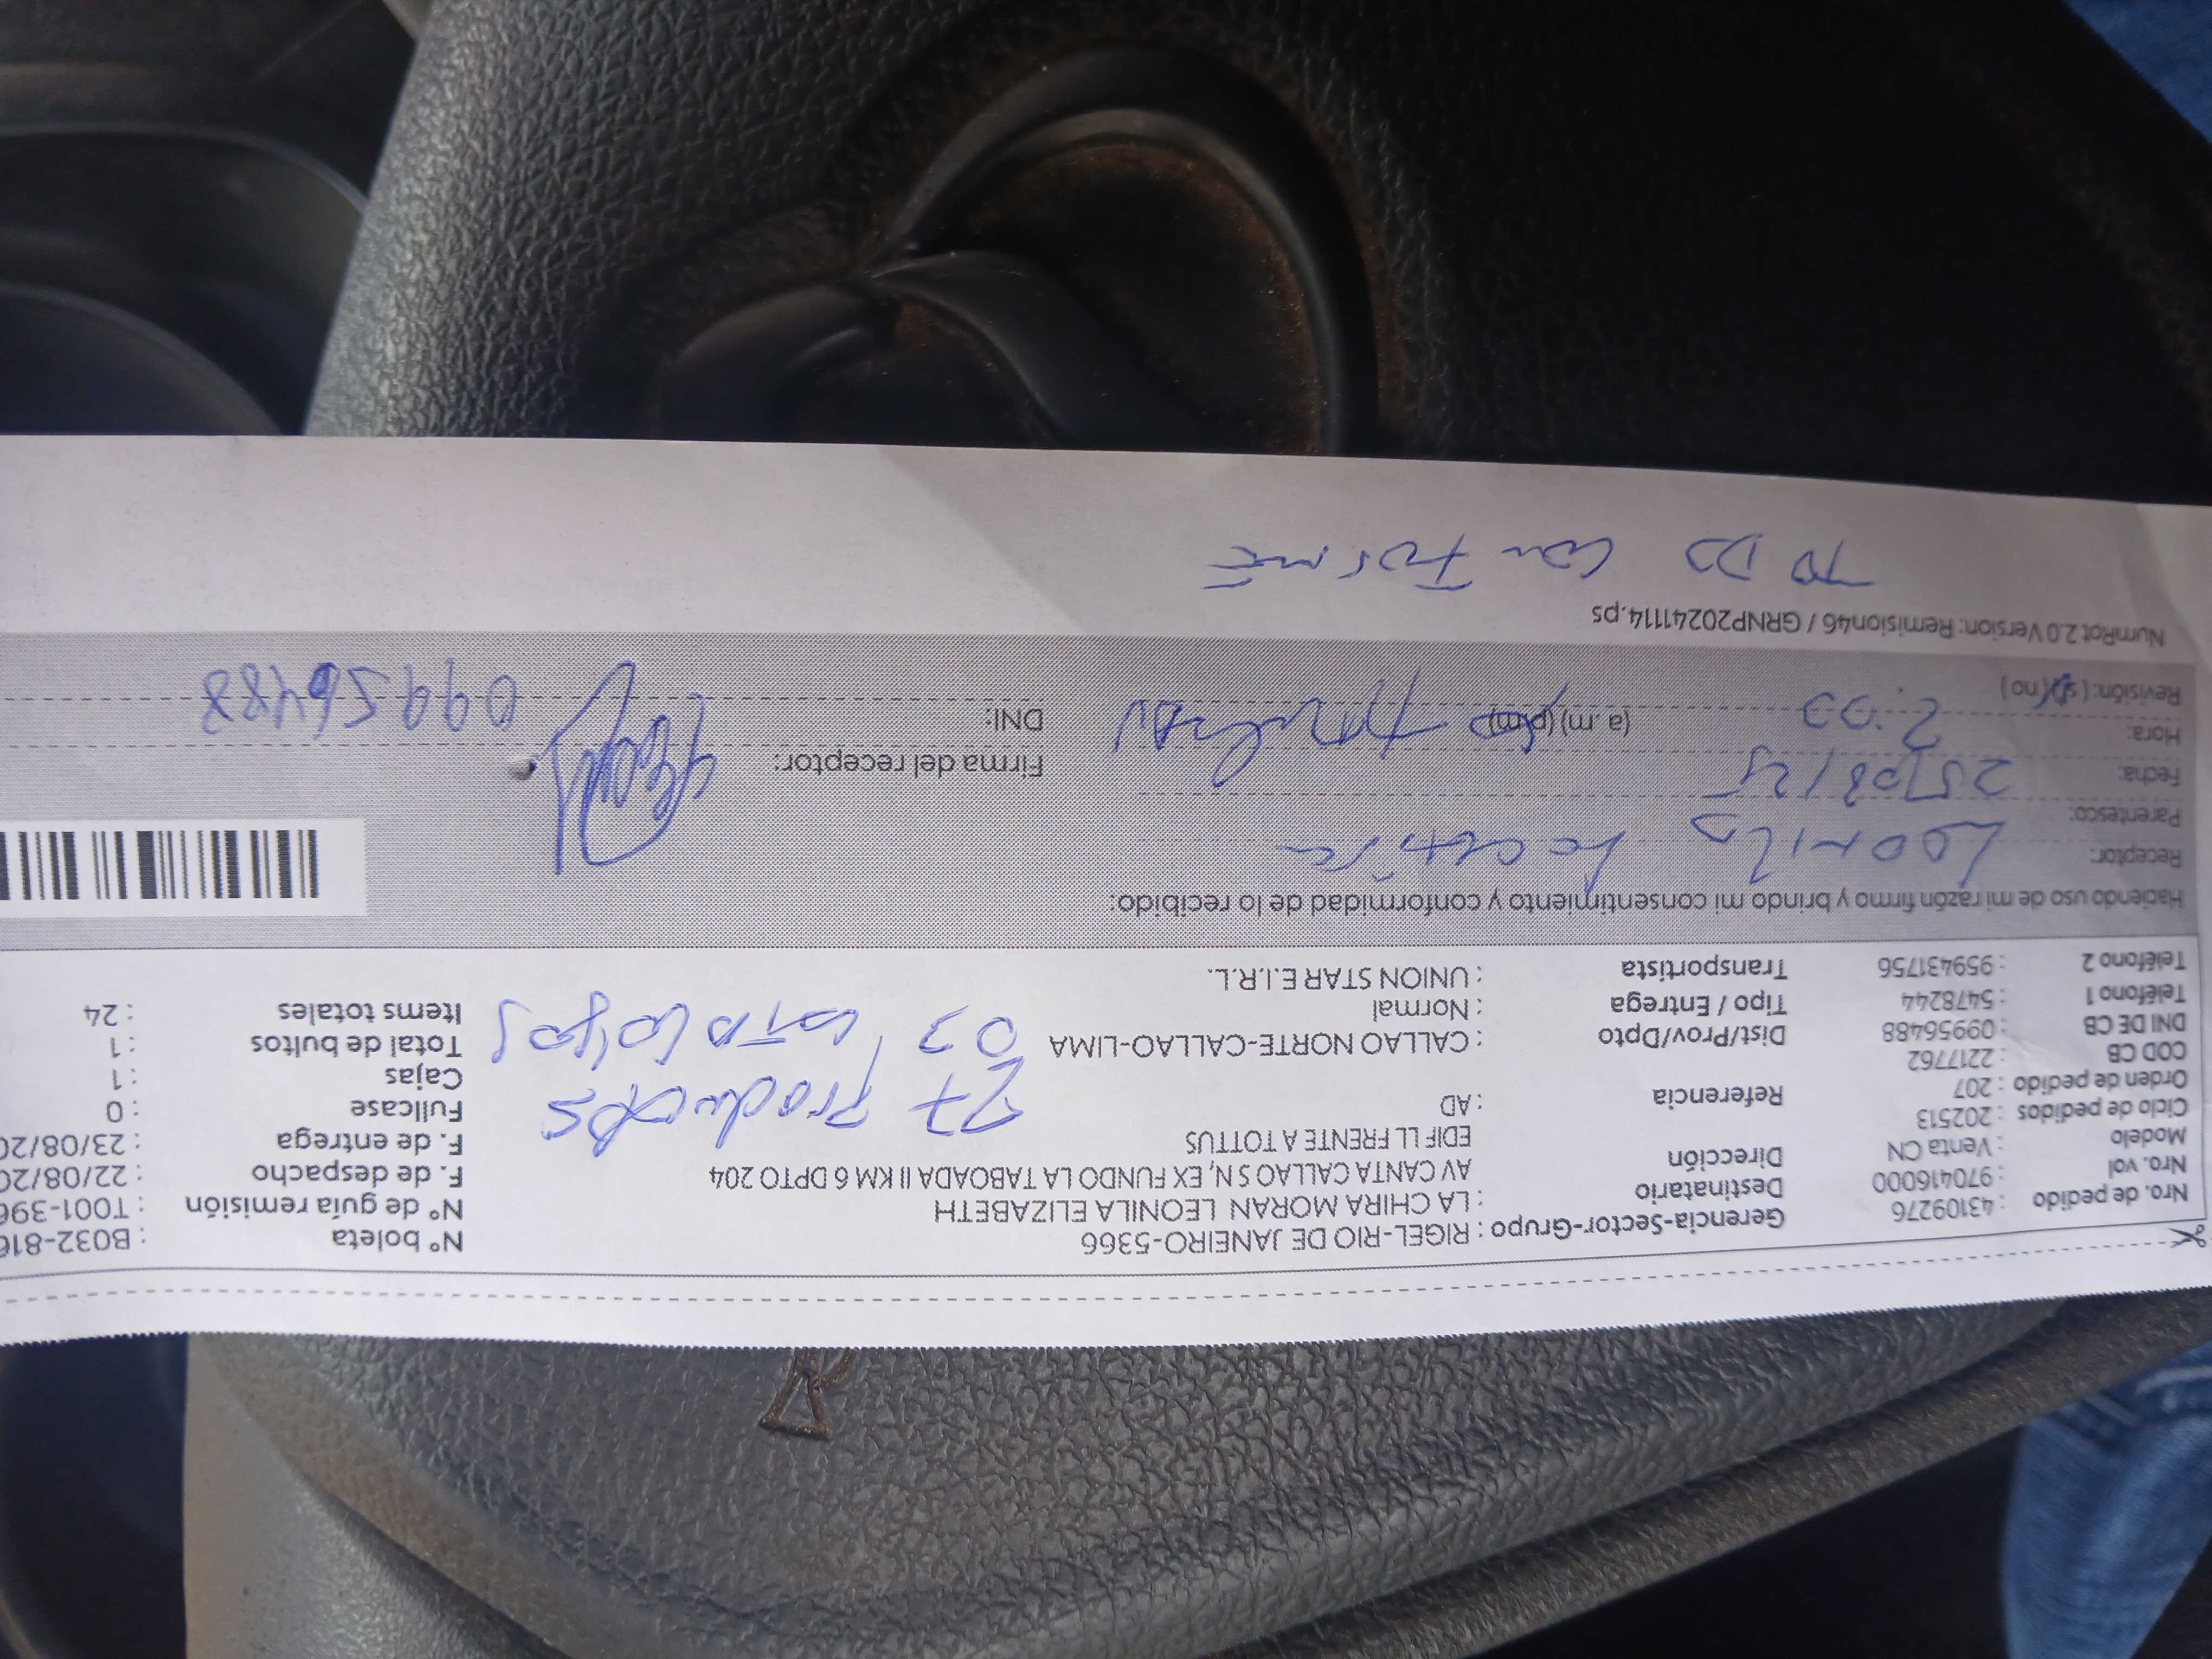 Nº boleta : B032-816
Gerencia-Sector-Grupo : RIGEL-RIO DE JANEIRO-5366
Nro. de pedido : 43109276
Destinatario : LA CHIRA MORAN LEONILA ELIZABETH
Nº de guía remisión : T001-396
Nro. vol : 970416000
Dirección AV CANTA CALLAO S N, EX FUNDO LA TABOADA II KM 6 DPTO 204
EDIF LL FRENTE A TOTTUS
F. de despacho : 22/08/20
Modelo : Venta CN
F. de entrega : 23/08/20
Ciclo de pedidos : 202513
Referencia : AD
Fullcase : 0
Orden de pedido : 207
Cajas : 1
COD CB : 2217762
Total de bultos : 1
DNI DE CB : 09956488
Dist/Prov/Dpto : CALLAO NORTE-CALLAO-LIMA
Items totales : 24
Teléfono 1 : 5478244
Tipo / Entrega : Normal
Teléfono 2 : 959431756
Transportista : UNION STAR E.I.R.L.
Productos
03
Haciendo uso de mi razón firmo y brindo mi consentimiento y conformidad de lo recibido:
Receptor:
Parentesco:
Fecha: 25/08/25
Firma del receptor:
Hora: 2:00 (a.m) (p.m)
DNI: 09956488
Revisión: ( si )( no )
NumRot 2.0 Version: Remision46 / GRNP20241114.ps
TODO CONFORME